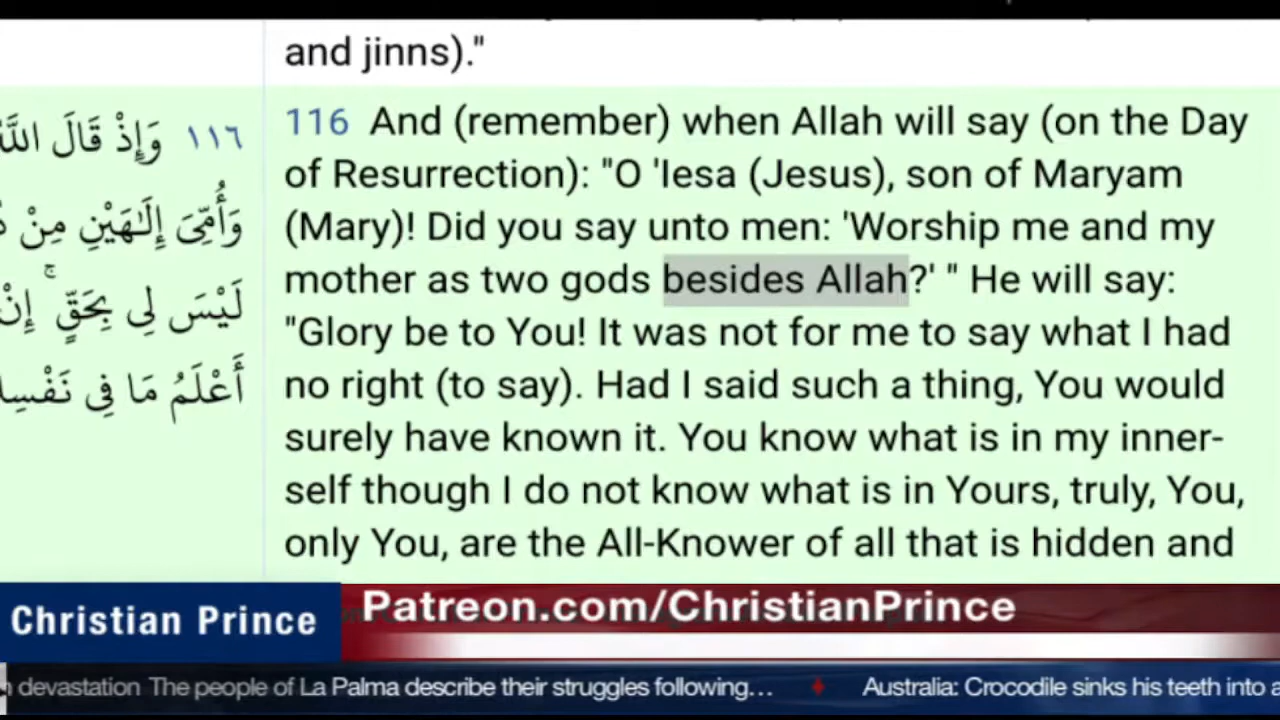 and jinns)."
116 And (remember) when Allah will say (on the Day
of Resurrection): "O 'Iesa (Jesus), son of Maryam
(Mary)! Did you say unto men: 'Worship me and my
mother as two gods besides Allah?' " He will say:
"Glory be to You! It was not for me to say what I had
no right (to say). Had I said such a thing, You would
surely have known it. You know what is in my inner-
self though I do not know what is in Yours, truly, You,
only You, are the All-Knower of all that is hidden and
١١٦ وَإِذْ قَالَ اللَّهُ
وَأُمِّىَ إِلَـٰهَيْنِ مِنْ
لَيْسَ لِى بِحَقٍّ ۚ إِنْ
أَعْلَمُ مَا فِى
Christian Prince
Patreon.com/ChristianPrince
devastation The people of La Palma describe their struggles following... Australia: Crocodile sinks his teeth into a